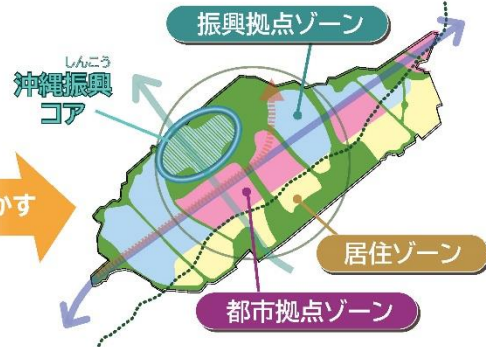 振興拠点ゾーン
しんこう
沖縄振興
コア
かす
居住ゾーン
都市拠点ゾーン